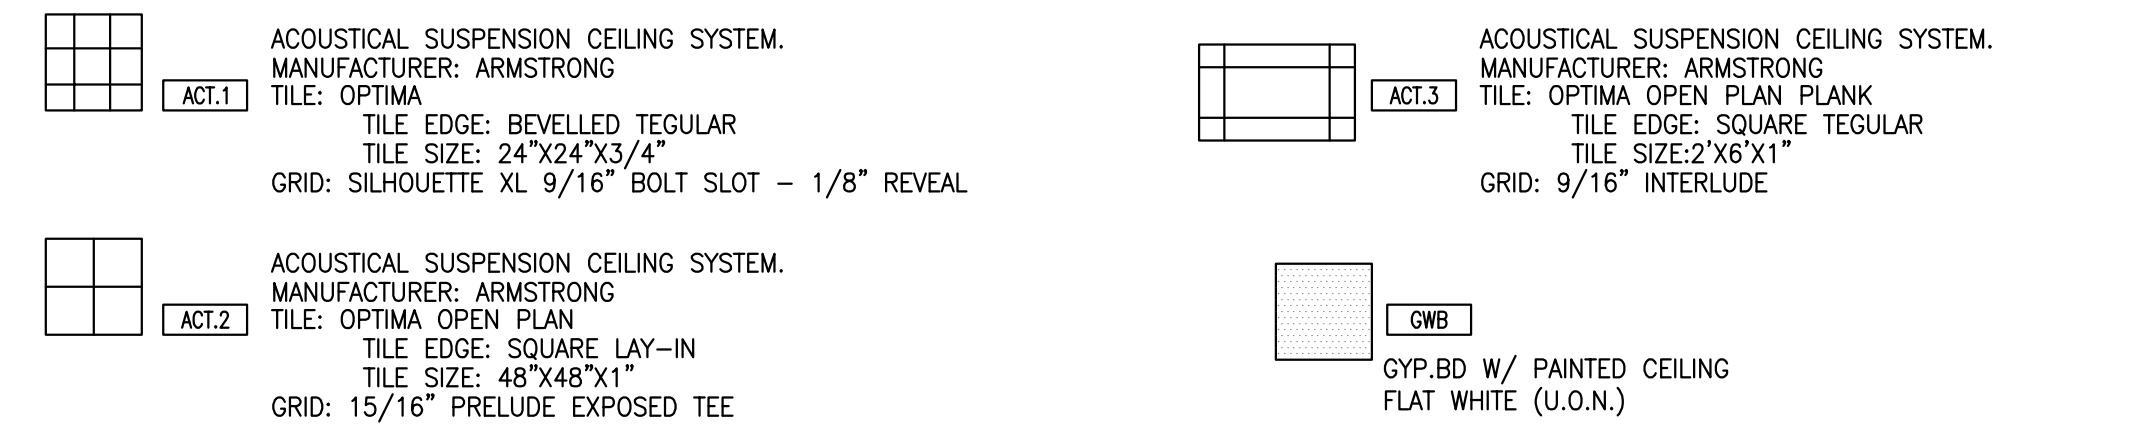 ACT.1
ACOUSTICAL SUSPENSION CEILING SYSTEM.
MANUFACTURER: ARMSTRONG
TILE: OPTIMA
TILE EDGE: BEVELLED TEGULAR
TILE SIZE: 24"X24"X3/4"
GRID: SILHOUETTE XL 9/16" BOLT SLOT - 1/8" REVEAL
ACT.2
ACOUSTICAL SUSPENSION CEILING SYSTEM.
MANUFACTURER: ARMSTRONG
TILE: OPTIMA OPEN PLAN
TILE EDGE: SQUARE LAY-IN
TILE SIZE: 48"X48"X1"
GRID: 15/16" PRELUDE EXPOSED TEE
ACT.3
ACOUSTICAL SUSPENSION CEILING SYSTEM.
MANUFACTURER: ARMSTRONG
TILE: OPTIMA OPEN PLAN PLANK
TILE EDGE: SQUARE TEGULAR
TILE SIZE:2'X6'X1"
GRID: 9/16" INTERLUDE
GWB
GYP.BD W/ PAINTED CEILING
FLAT WHITE (U.O.N.)